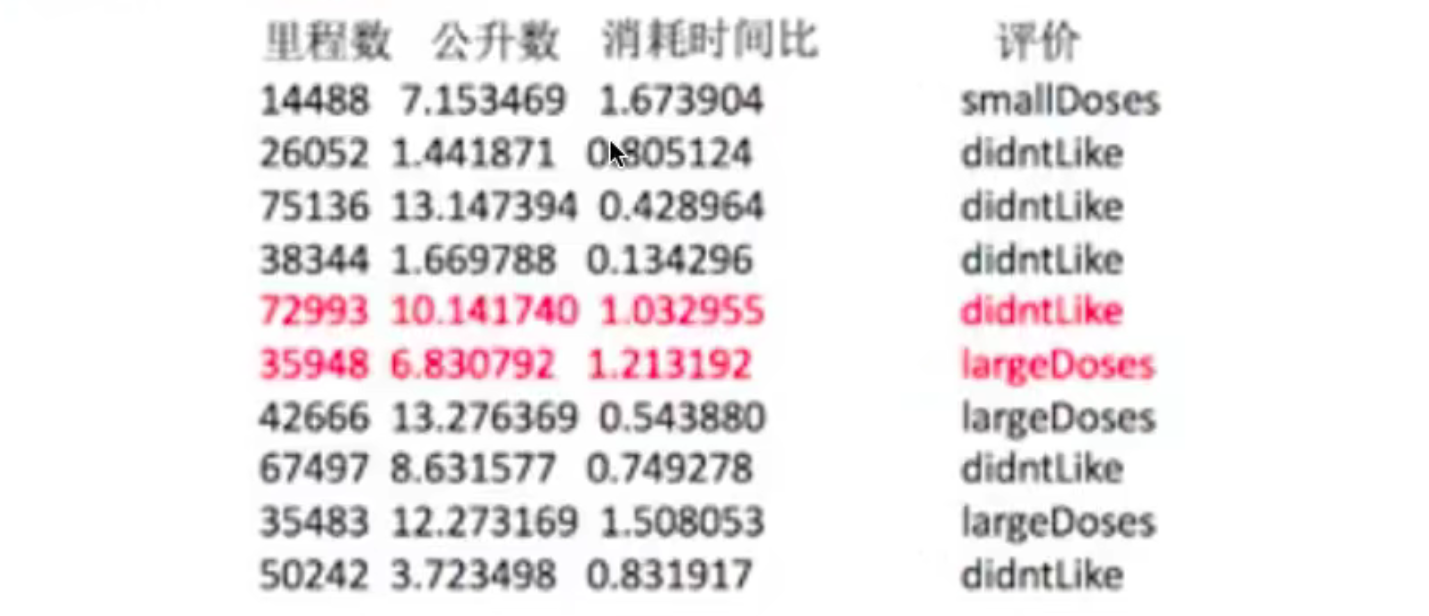 里程数 公升数 消耗时间比 评价
14488 7.153469 1.673904 smallDoses
26052 1.441871 0.805124 didntLike
75136 13.147394 0.428964 didntLike
38344 1.669788 0.134296 didntLike
72993 10.141740 1.032955 didntLike
35948 6.830792 1.213192 largeDoses
42666 13.276369 0.543880 largeDoses
67497 8.631577 0.749278 didntLike
35483 12.273169 1.508053 largeDoses
50242 3.723498 0.831917 didntLike